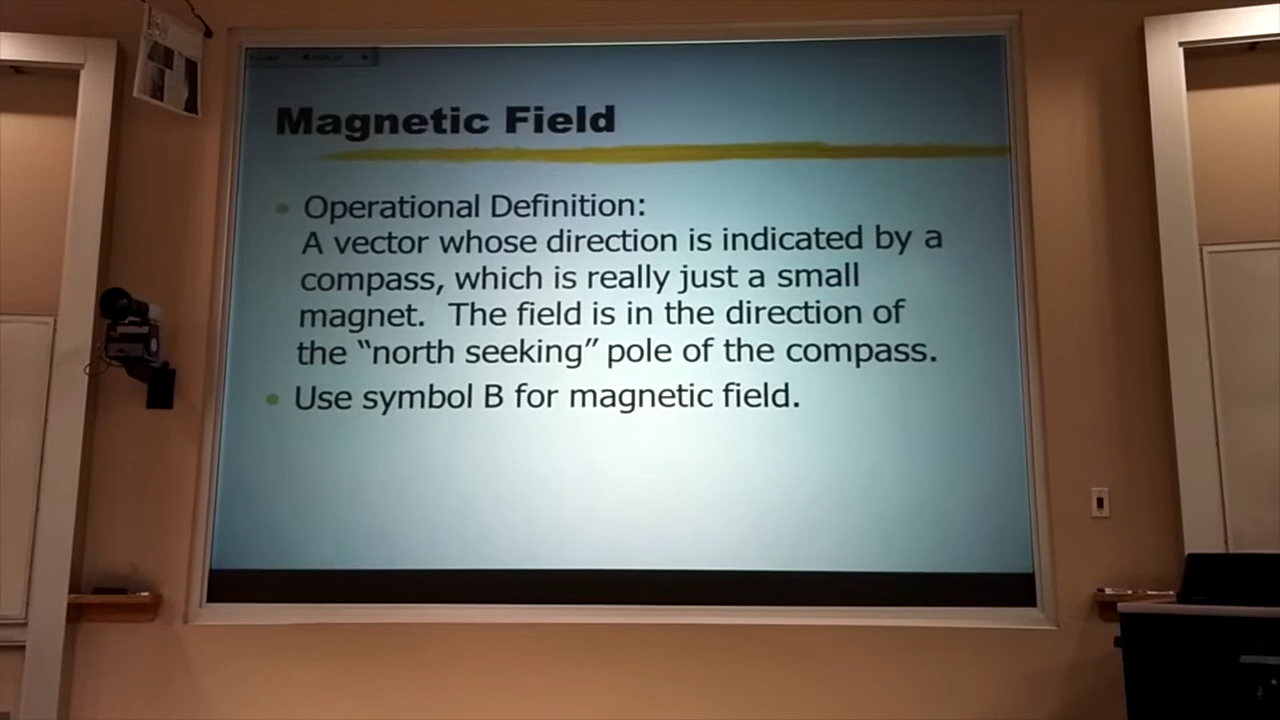 Magnetic Field
Operational Definition:
A vector whose direction is indicated by a
compass, which is really just a small
magnet. The field is in the direction of
the “north seeking” pole of the compass.
Use symbol B for magnetic field.